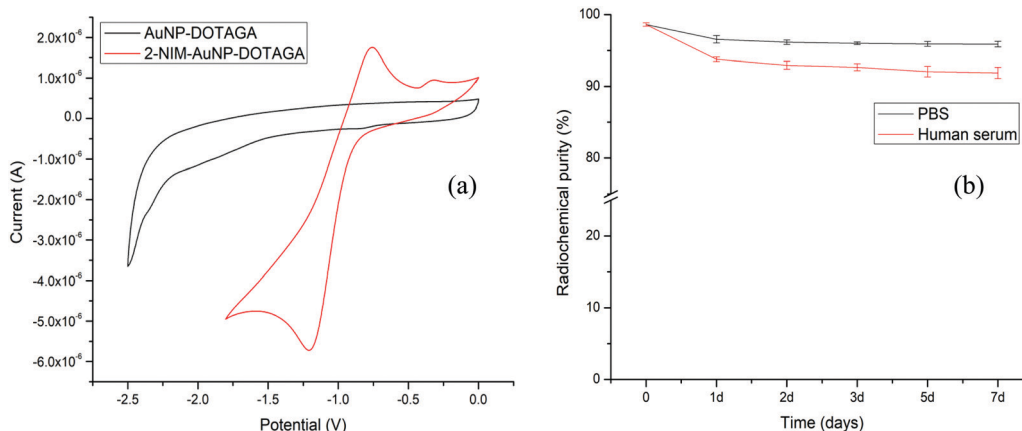 AuNP-DOTAGA
2-NIM-AuNP-DOTAGA
2.0x10⁻⁶
1.0x10⁻⁶
0.0
-1.0x10⁻⁶
-2.0x10⁻⁶
-3.0x10⁻⁶
-4.0x10⁻⁶
-5.0x10⁻⁶
-6.0x10⁻⁶
Current (A)
(a)
-2.5 -2.0 -1.5 -1.0 -0.5 0.0
Potential (V)
100
90
80
20
10
0
Radiochemical purity (%)
PBS
Human serum
(b)
0 1d 2d 3d 5d 7d
Time (days)